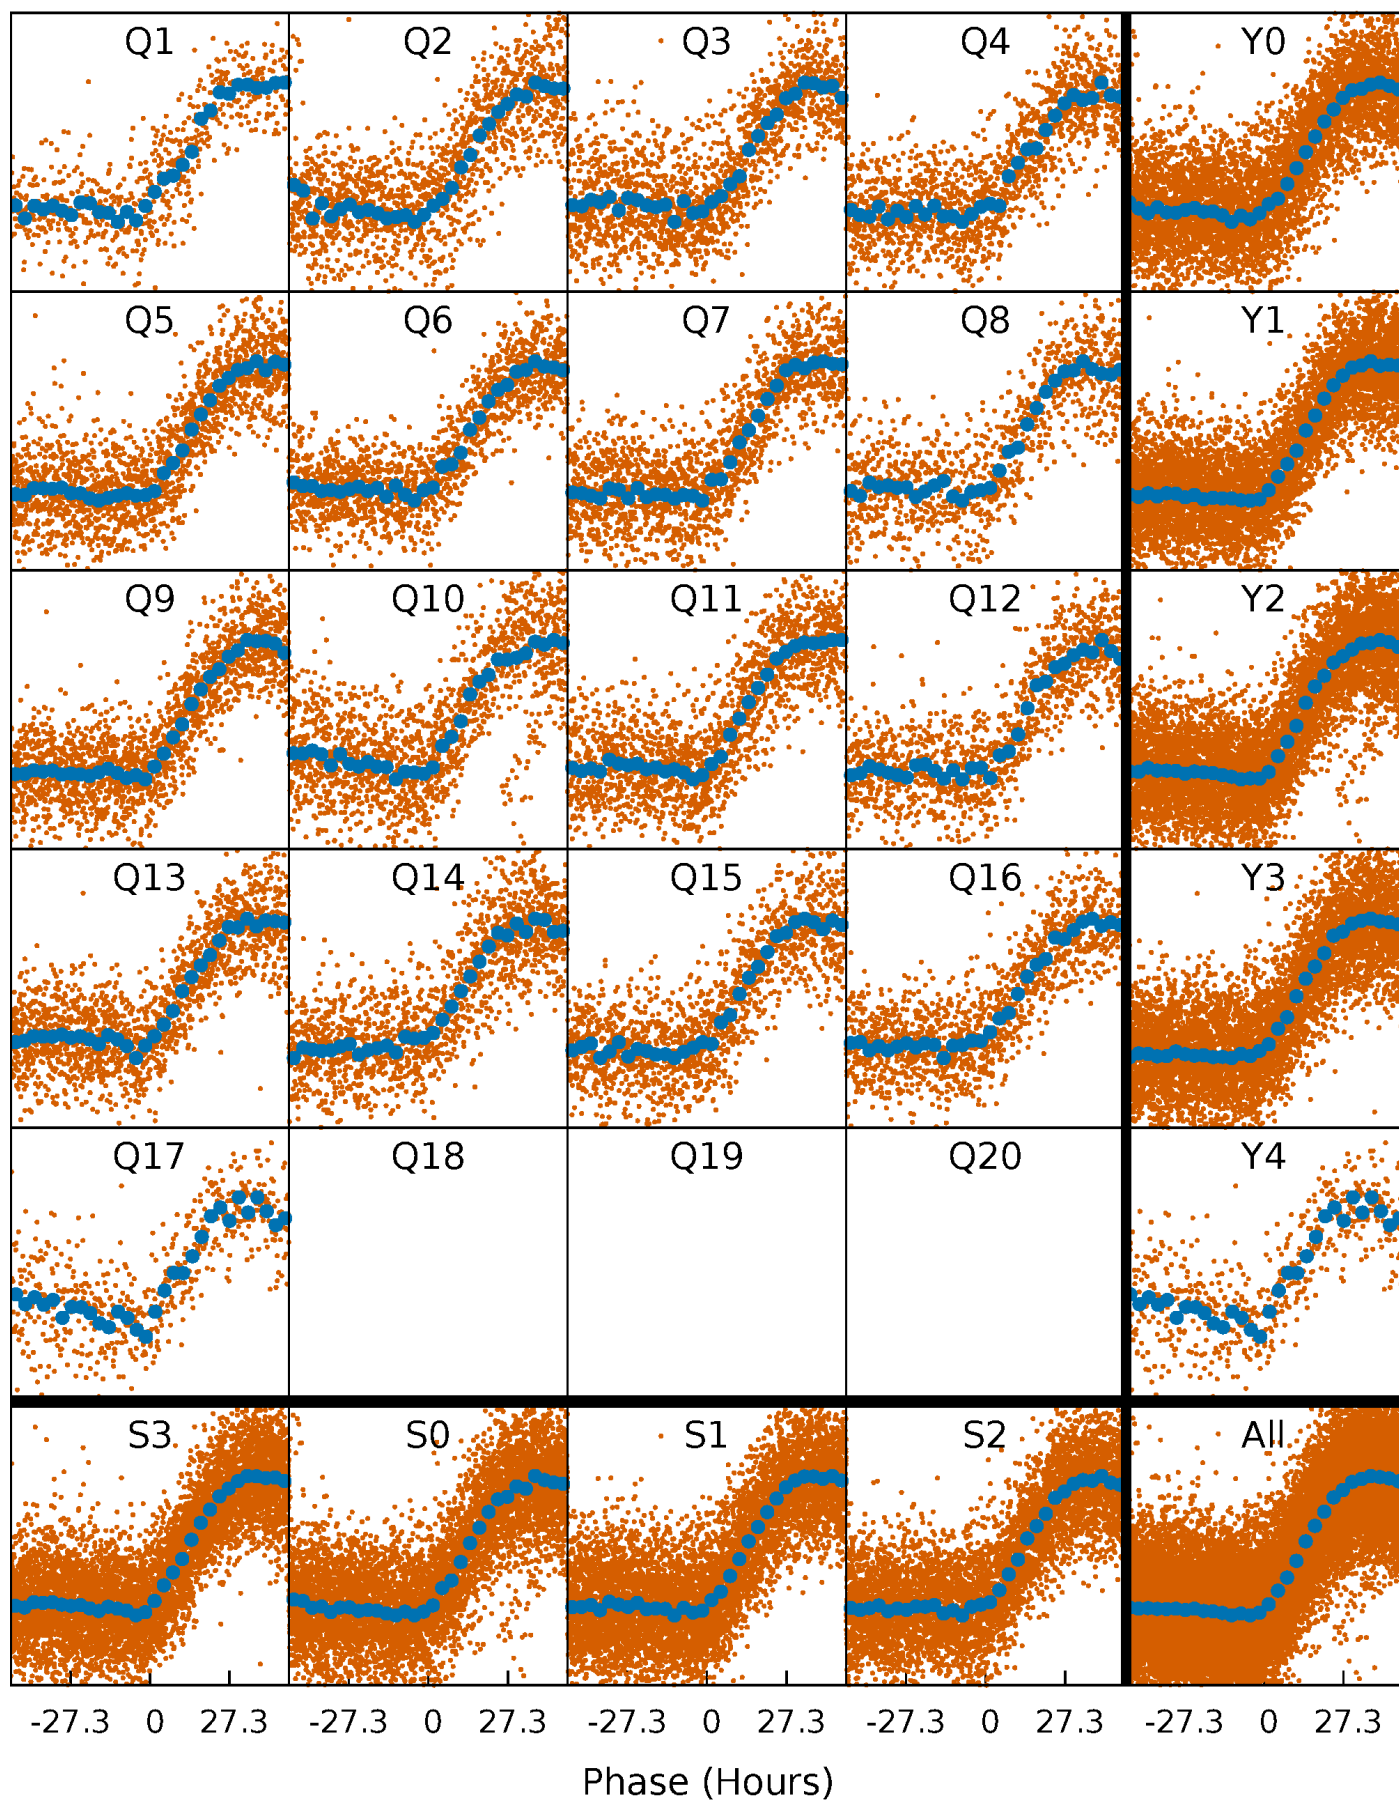 Q1 Q2 Q3 Q4 Y0
Q5 Q6 Q7 Q8 Y1
Q9 Q10 Q11 Q12 Y2
Q13 Q14 Q15 Q16 Y3
Q17 Q18 Q19 Q20 Y4
S3 S0 S1 S2 All
-27.3 0 27.3 -27.3 0 27.3 -27.3 0 27.3 -27.3 0 27.3 -27.3 0 27.3
Phase (Hours)